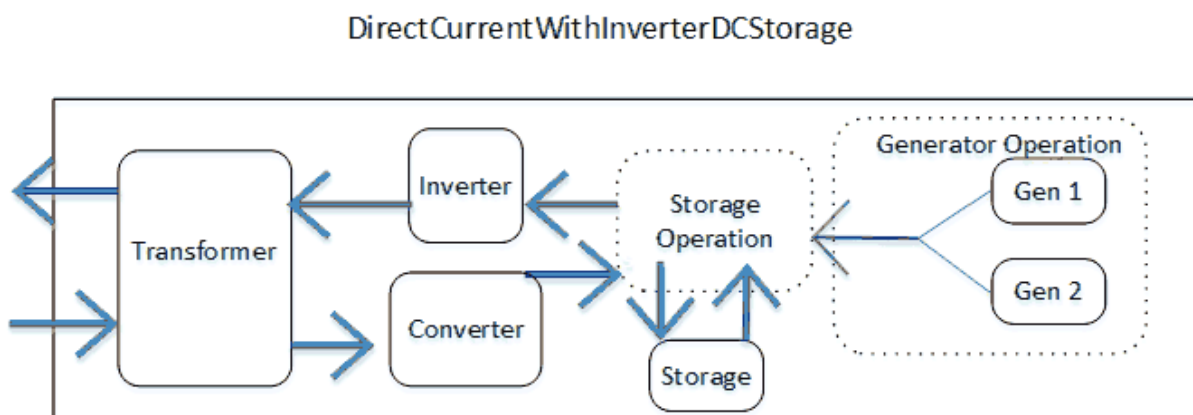 DirectCurrentWithInverterDCStorage
Generator Operation
Gen 1
Inverter
Storage
Operation
Transformer
Gen 2
Converter
Storage